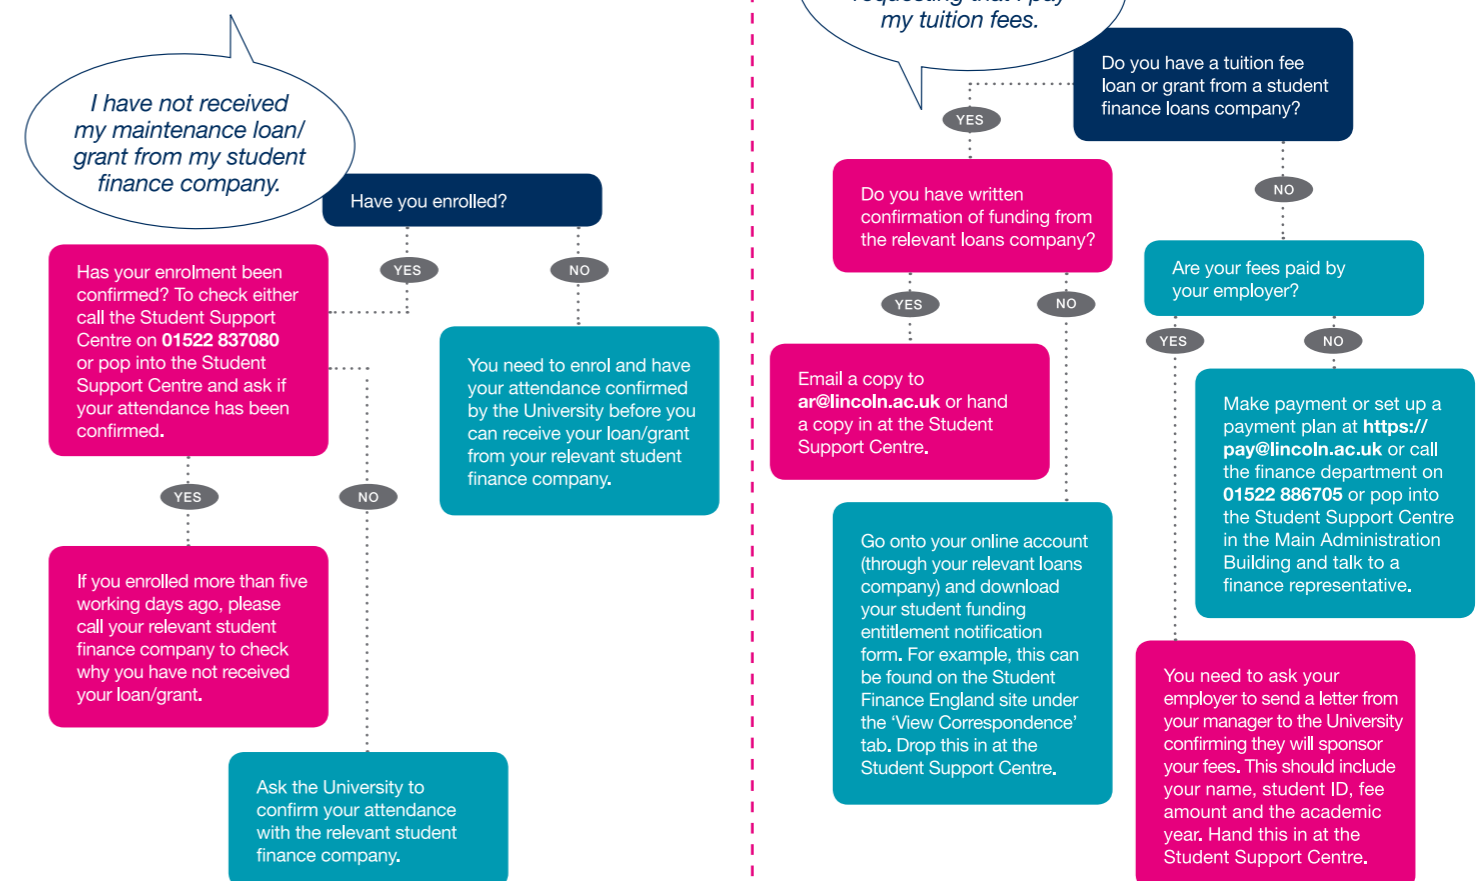 I have not received
my maintenance loan/
grant from my student
finance company.
Have you enrolled?
YES
NO
Has your enrolment been
confirmed? To check either
call the Student Support
Centre on 01522 837080
or pop into the Student
Support Centre and ask if
your attendance has been
confirmed.
You need to enrol and have
your attendance confirmed
by the University before you
can receive your loan/grant
from your relevant student
finance company.
YES
NO
If you enrolled more than five
working days ago, please
call your relevant student
finance company to check
why you have not received
your loan/grant.
Ask the University to
confirm your attendance
with the relevant student
finance company.
requesting that I pay
my tuition fees.
Do you have a tuition fee
loan or grant from a student
finance loans company?
YES
NO
Do you have written
confirmation of funding from
the relevant loans company?
Are your fees paid by
your employer?
YES
NO
YES
NO
Email a copy to
ar@lincoln.ac.uk or hand
a copy in at the Student
Support Centre.
Make payment or set up a
payment plan at https://
pay@lincoln.ac.uk or call
the finance department on
01522 886705 or pop into
the Student Support Centre
in the Main Administration
Building and talk to a
finance representative.
Go onto your online account
(through your relevant loans
company) and download
your student funding
entitlement notification
form. For example, this can
be found on the Student
Finance England site under
the ‘View Correspondence’
tab. Drop this in at the
Student Support Centre.
You need to ask your
employer to send a letter from
your manager to the University
confirming they will sponsor
your fees. This should include
your name, student ID, fee
amount and the academic
year. Hand this in at the
Student Support Centre.